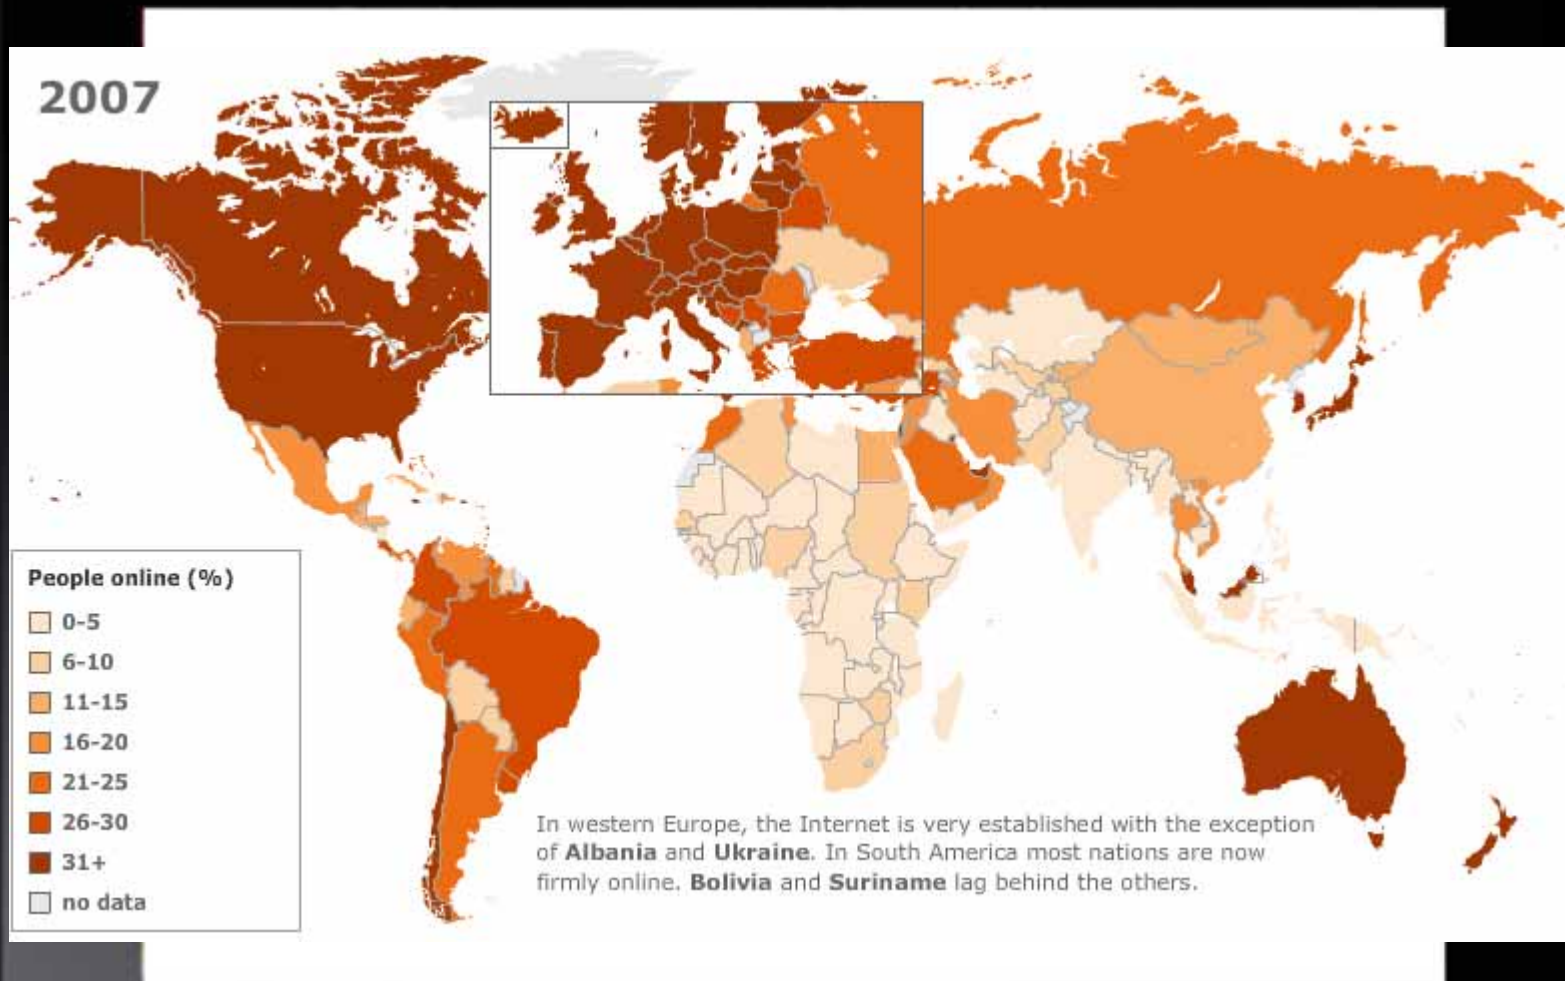 2007
People online (%)
0-5
6-10
11-15
16-20
21-25
26-30
31+
no data
In western Europe, the Internet is very established with the exception
of Albania and Ukraine. In South America most nations are now
firmly online. Bolivia and Suriname lag behind the others.